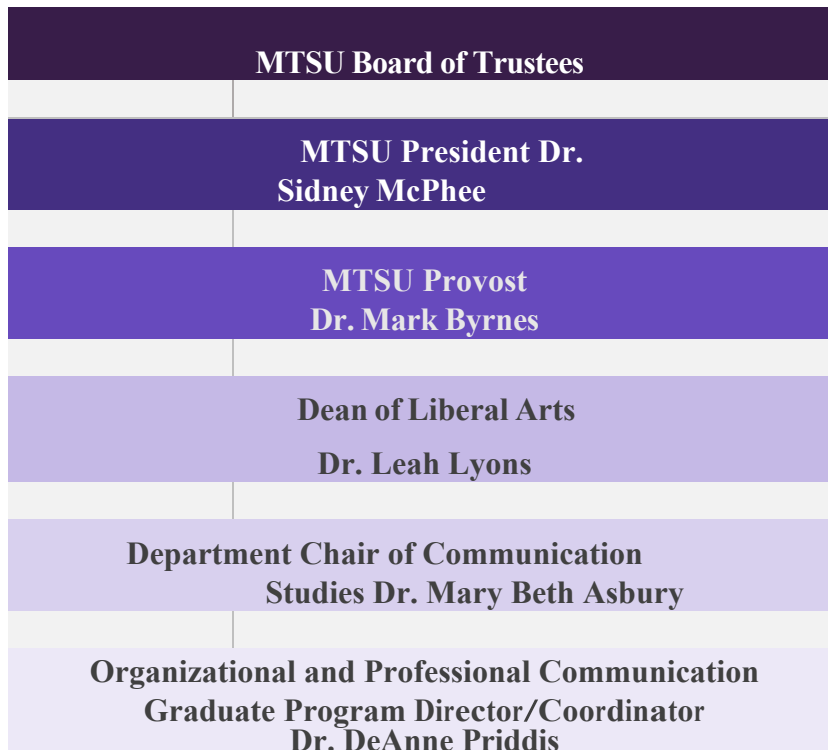 MTSU Board of Trustees
MTSU President Dr.
Sidney McPhee
MTSU Provost
Dr. Mark Byrnes
Dean of Liberal Arts
Dr. Leah Lyons
Department Chair of Communication
Studies Dr. Mary Beth Asbury
Organizational and Professional Communication
Graduate Program Director/Coordinator
Dr. DeAnne Priddis